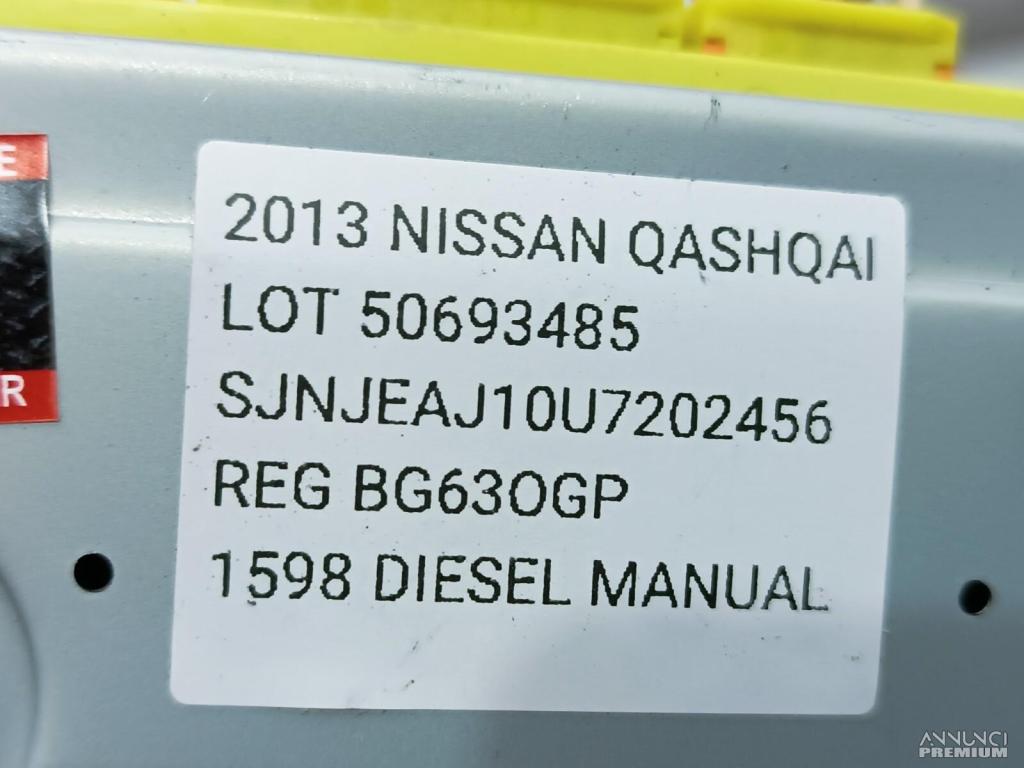 E
R
2013 NISSAN QASHQAI
LOT 50693485
SJNJEAJ10U7202456
REG BG63OGP
1598 DIESEL MANUAL
ANNUNCI
PREMIUM